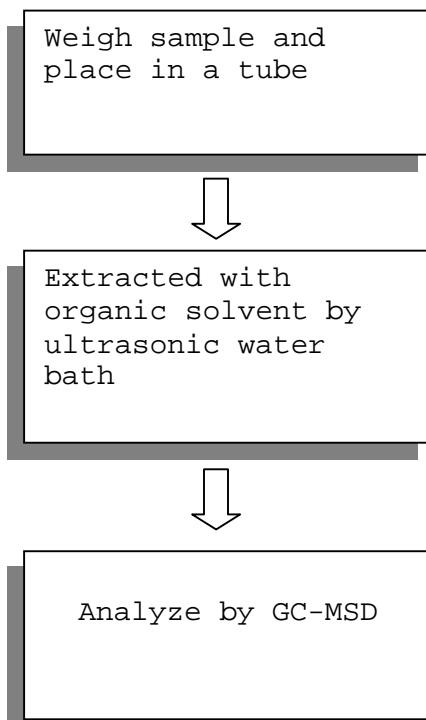 Weigh sample and
place in a tube
Extracted with
organic solvent by
ultrasonic water
bath
Analyze by GC-MSD